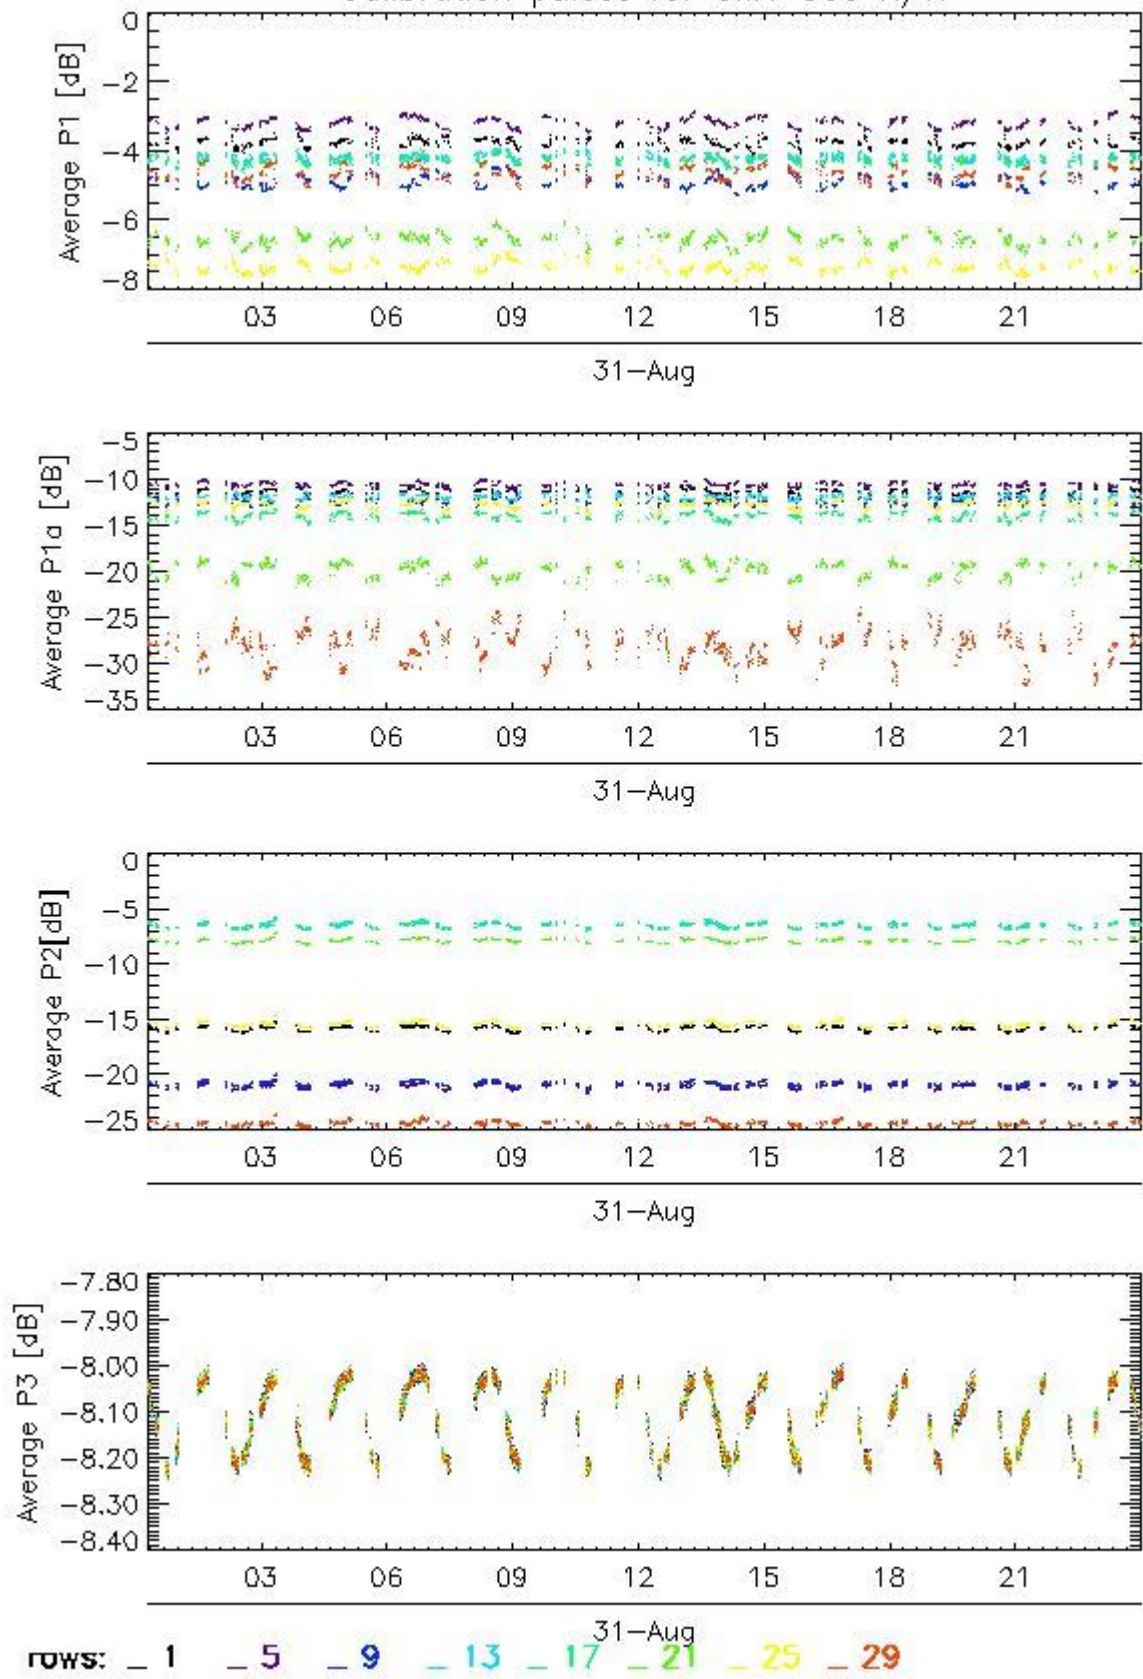 0
−2
−4
−6
−8
Average P1 [dB]
03 06 09 12 15 18 21
31−Aug
−5
−10
−15
−20
−25
−30
−35
Average P1a [dB]
03 06 09 12 15 18 21
31−Aug
0
−5
−10
−15
−20
−25
Average P2[dB]
03 06 09 12 15 18 21
31−Aug
−7.80
−7.90
−8.00
−8.10
−8.20
−8.30
−8.40
Average P3 [dB]
03 06 09 12 15 18 21
31−Aug
rows: _ 1 _ 5 _ 9 _ 13 _ 17 _ 21 _ 25 _ 29